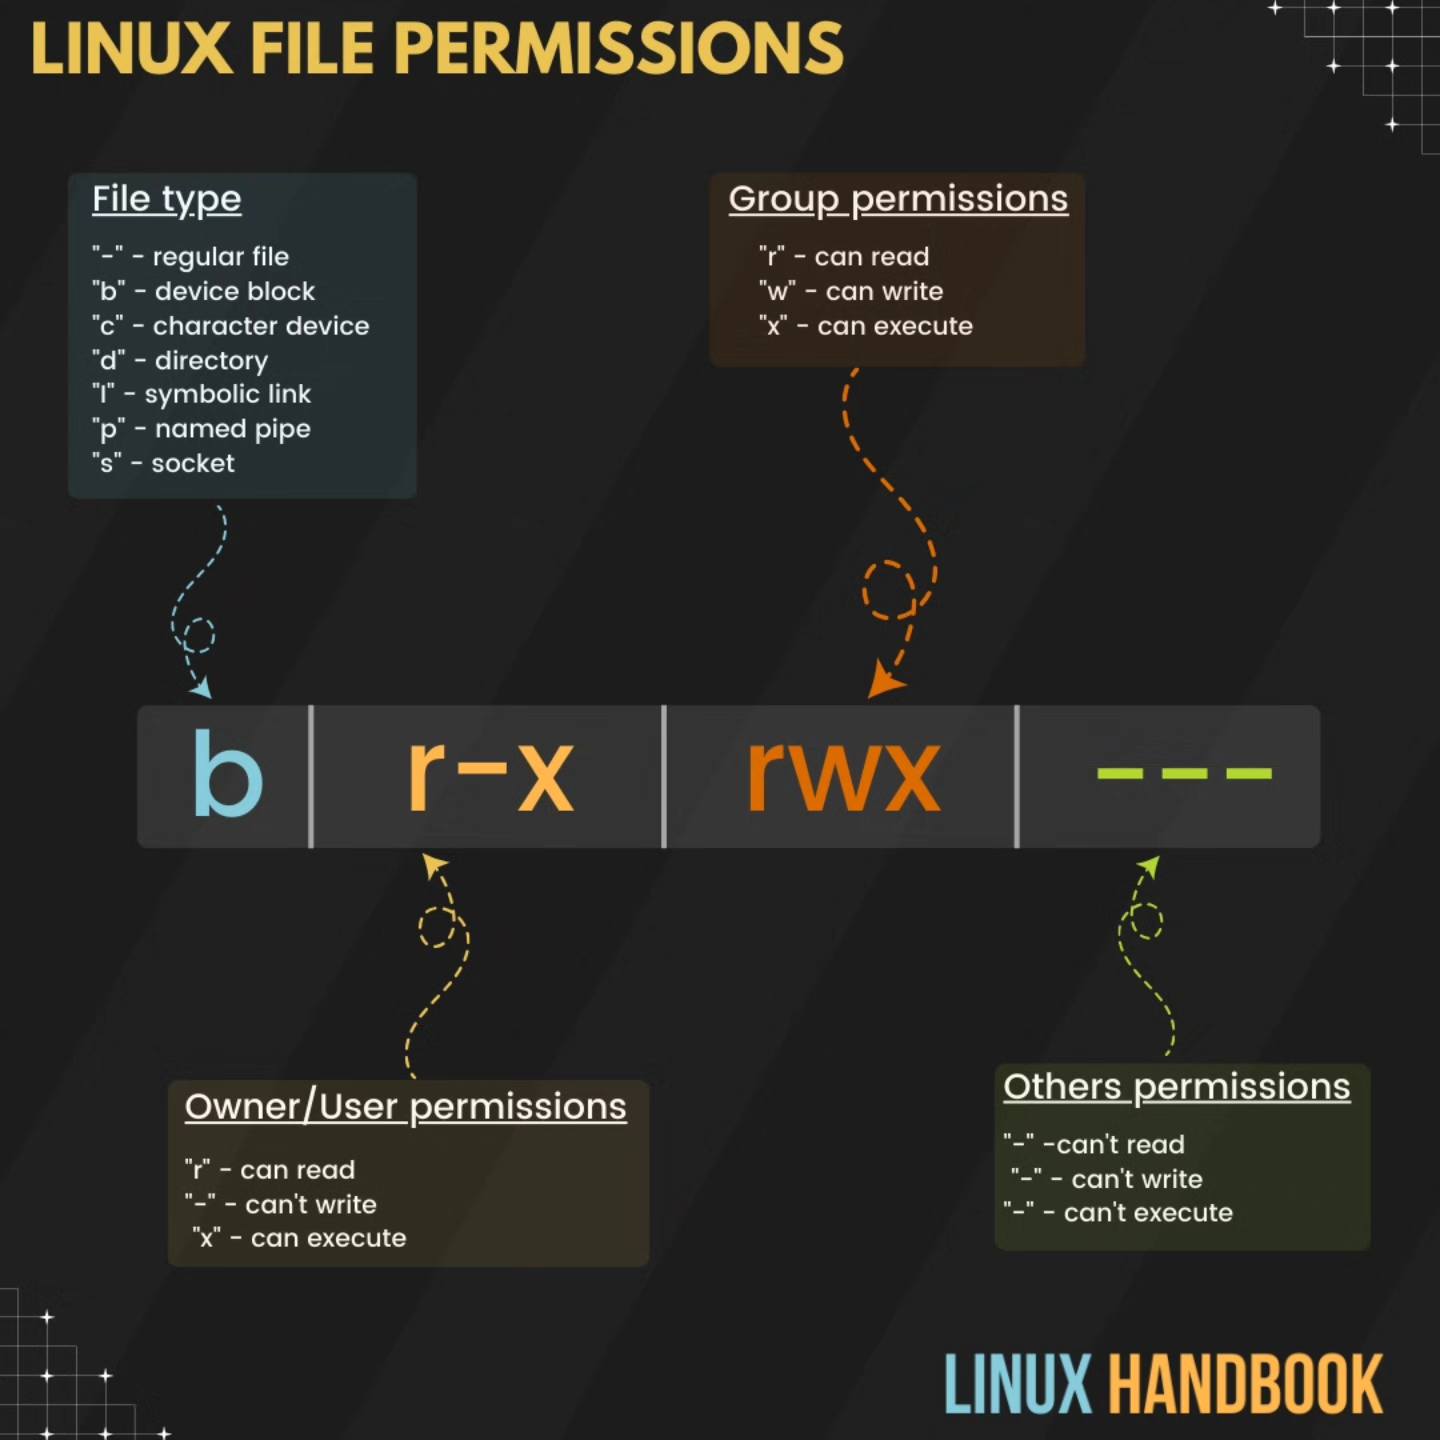 LINUX FILE PERMISSIONS
File type
"-" - regular file
"b" - device block
"c" - character device
"d" - directory
"l" - symbolic link
"p" - named pipe
"s" - socket
Group permissions
"r" - can read
"w" - can write
"x" - can execute
b r-x rwx ---
Owner/User permissions
"r" - can read
"-" - can't write
"x" - can execute
Others permissions
"-" -can't read
"-" - can't write
"-" - can't execute
LINUX HANDBOOK